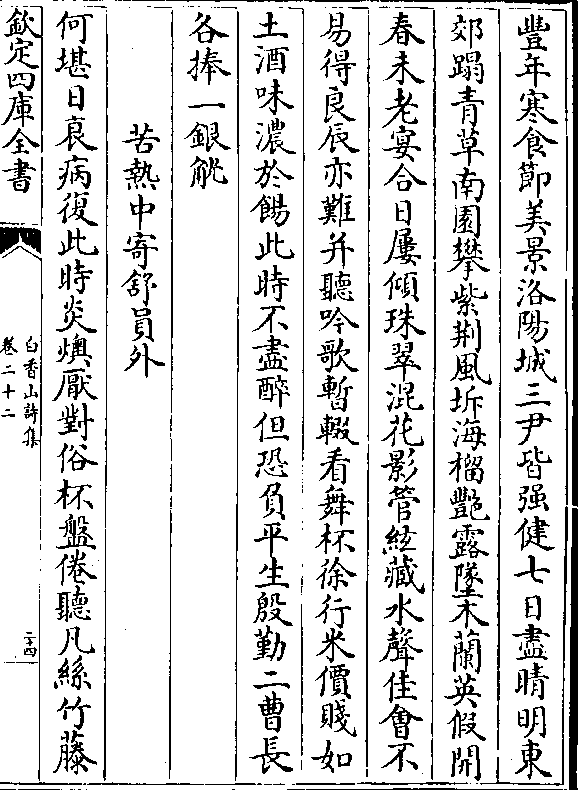 豐年寒食節美景洛陽城三尹皆强健七日盡晴明東
郊蹋青草南園攀紫荆風坼海榴艷露墜木蘭英假開
春未老宴合日屢傾珠翠混花影管絃藏水聲佳會不
易得良辰亦難并聽吟歌暫輟看舞杯徐行米價賤如
土酒味濃於餳此時不盡醉但恐負平生殷勤二曹長
各捧一銀觥
苦熱中寄舒員外
何堪日衰病復此時炎燠厭對俗杯盤倦聽凡絲竹藤
欽定四庫全書
白香山詩集
卷二十二
二十四